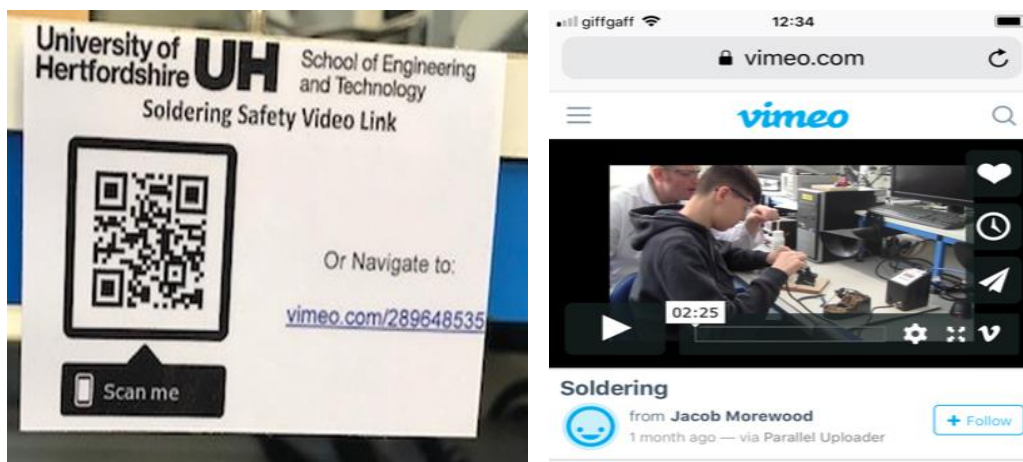 University of
Hertfordshire UH School of Engineering
and Technology
Soldering Safety Video Link
Or Navigate to:
vimeo.com/289648535
Scan me
giffgaff 12:34
vimeo.com
vimeo
02:25
Soldering
from Jacob Morewood
+ Follow
1 month ago — via Parallel Uploader